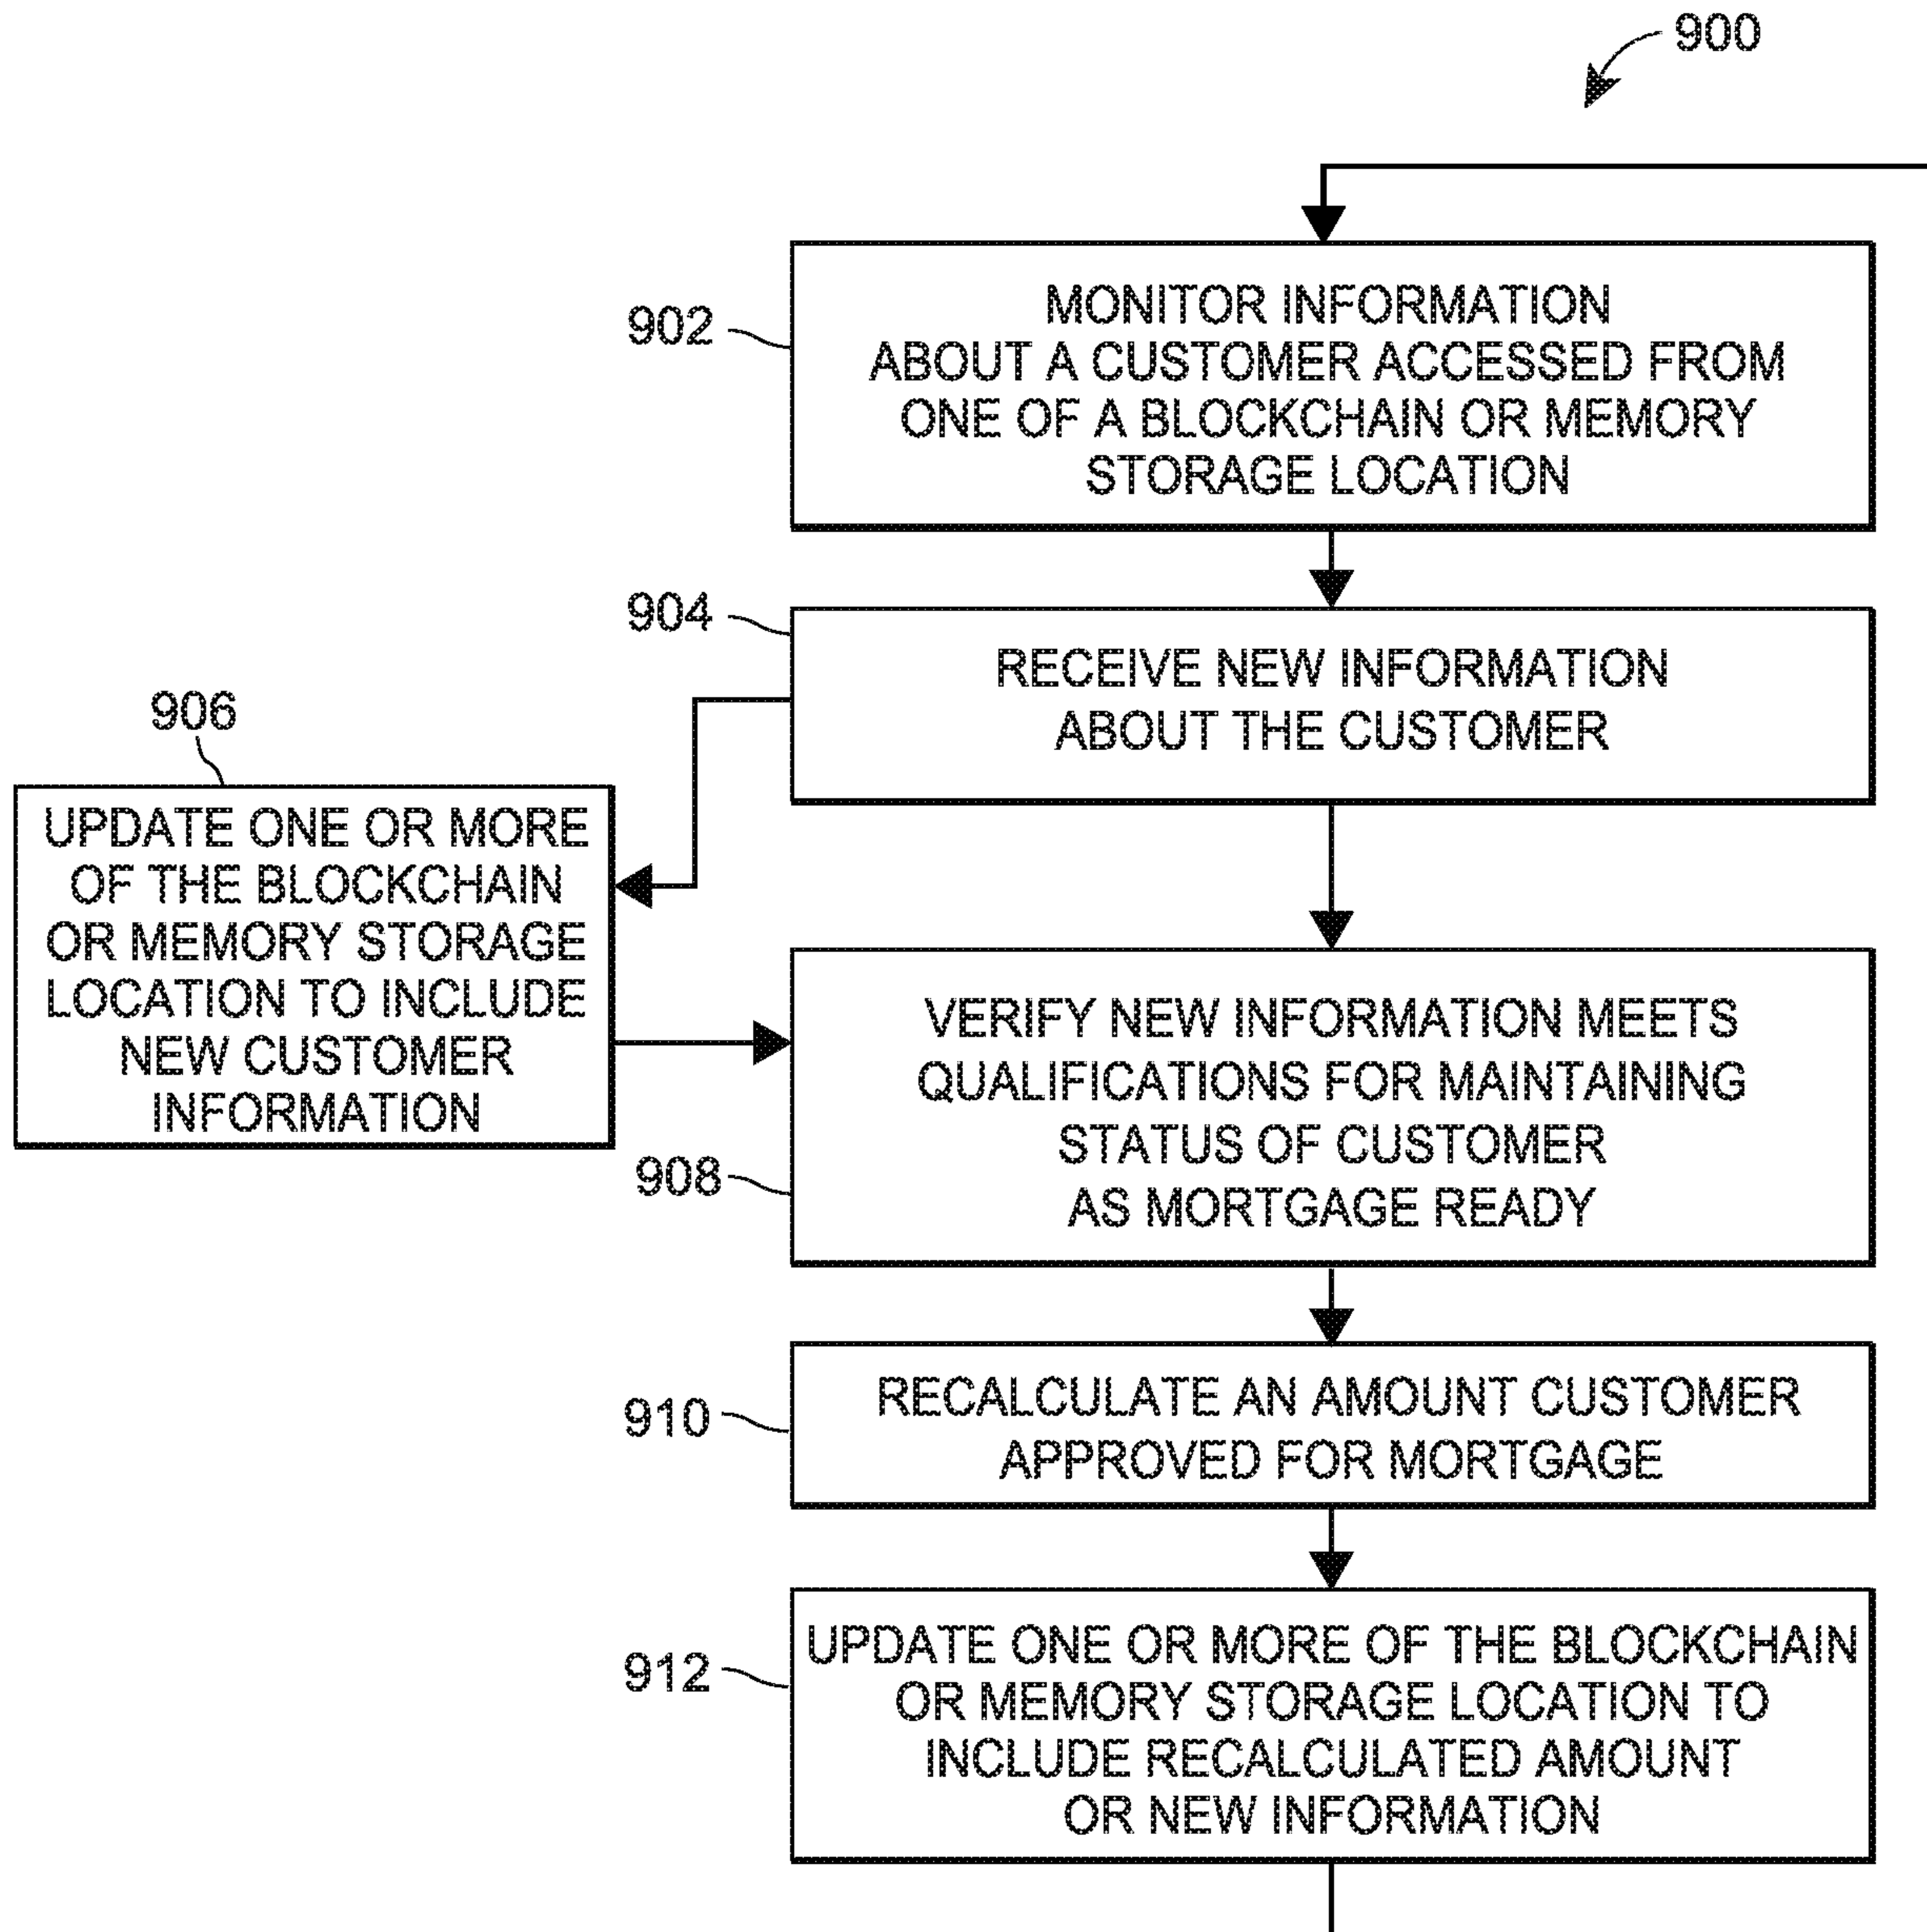 900
902
MONITOR INFORMATION
ABOUT A CUSTOMER ACCESSED FROM
ONE OF A BLOCKCHAIN OR MEMORY
STORAGE LOCATION
904
RECEIVE NEW INFORMATION
ABOUT THE CUSTOMER
906
UPDATE ONE OR MORE
OF THE BLOCKCHAIN
OR MEMORY STORAGE
LOCATION TO INCLUDE
NEW CUSTOMER
INFORMATION
908
VERIFY NEW INFORMATION MEETS
QUALIFICATIONS FOR MAINTAINING
STATUS OF CUSTOMER
AS MORTGAGE READY
910
RECALCULATE AN AMOUNT CUSTOMER
APPROVED FOR MORTGAGE
912
UPDATE ONE OR MORE OF THE BLOCKCHAIN
OR MEMORY STORAGE LOCATION TO
INCLUDE RECALCULATED AMOUNT
OR NEW INFORMATION